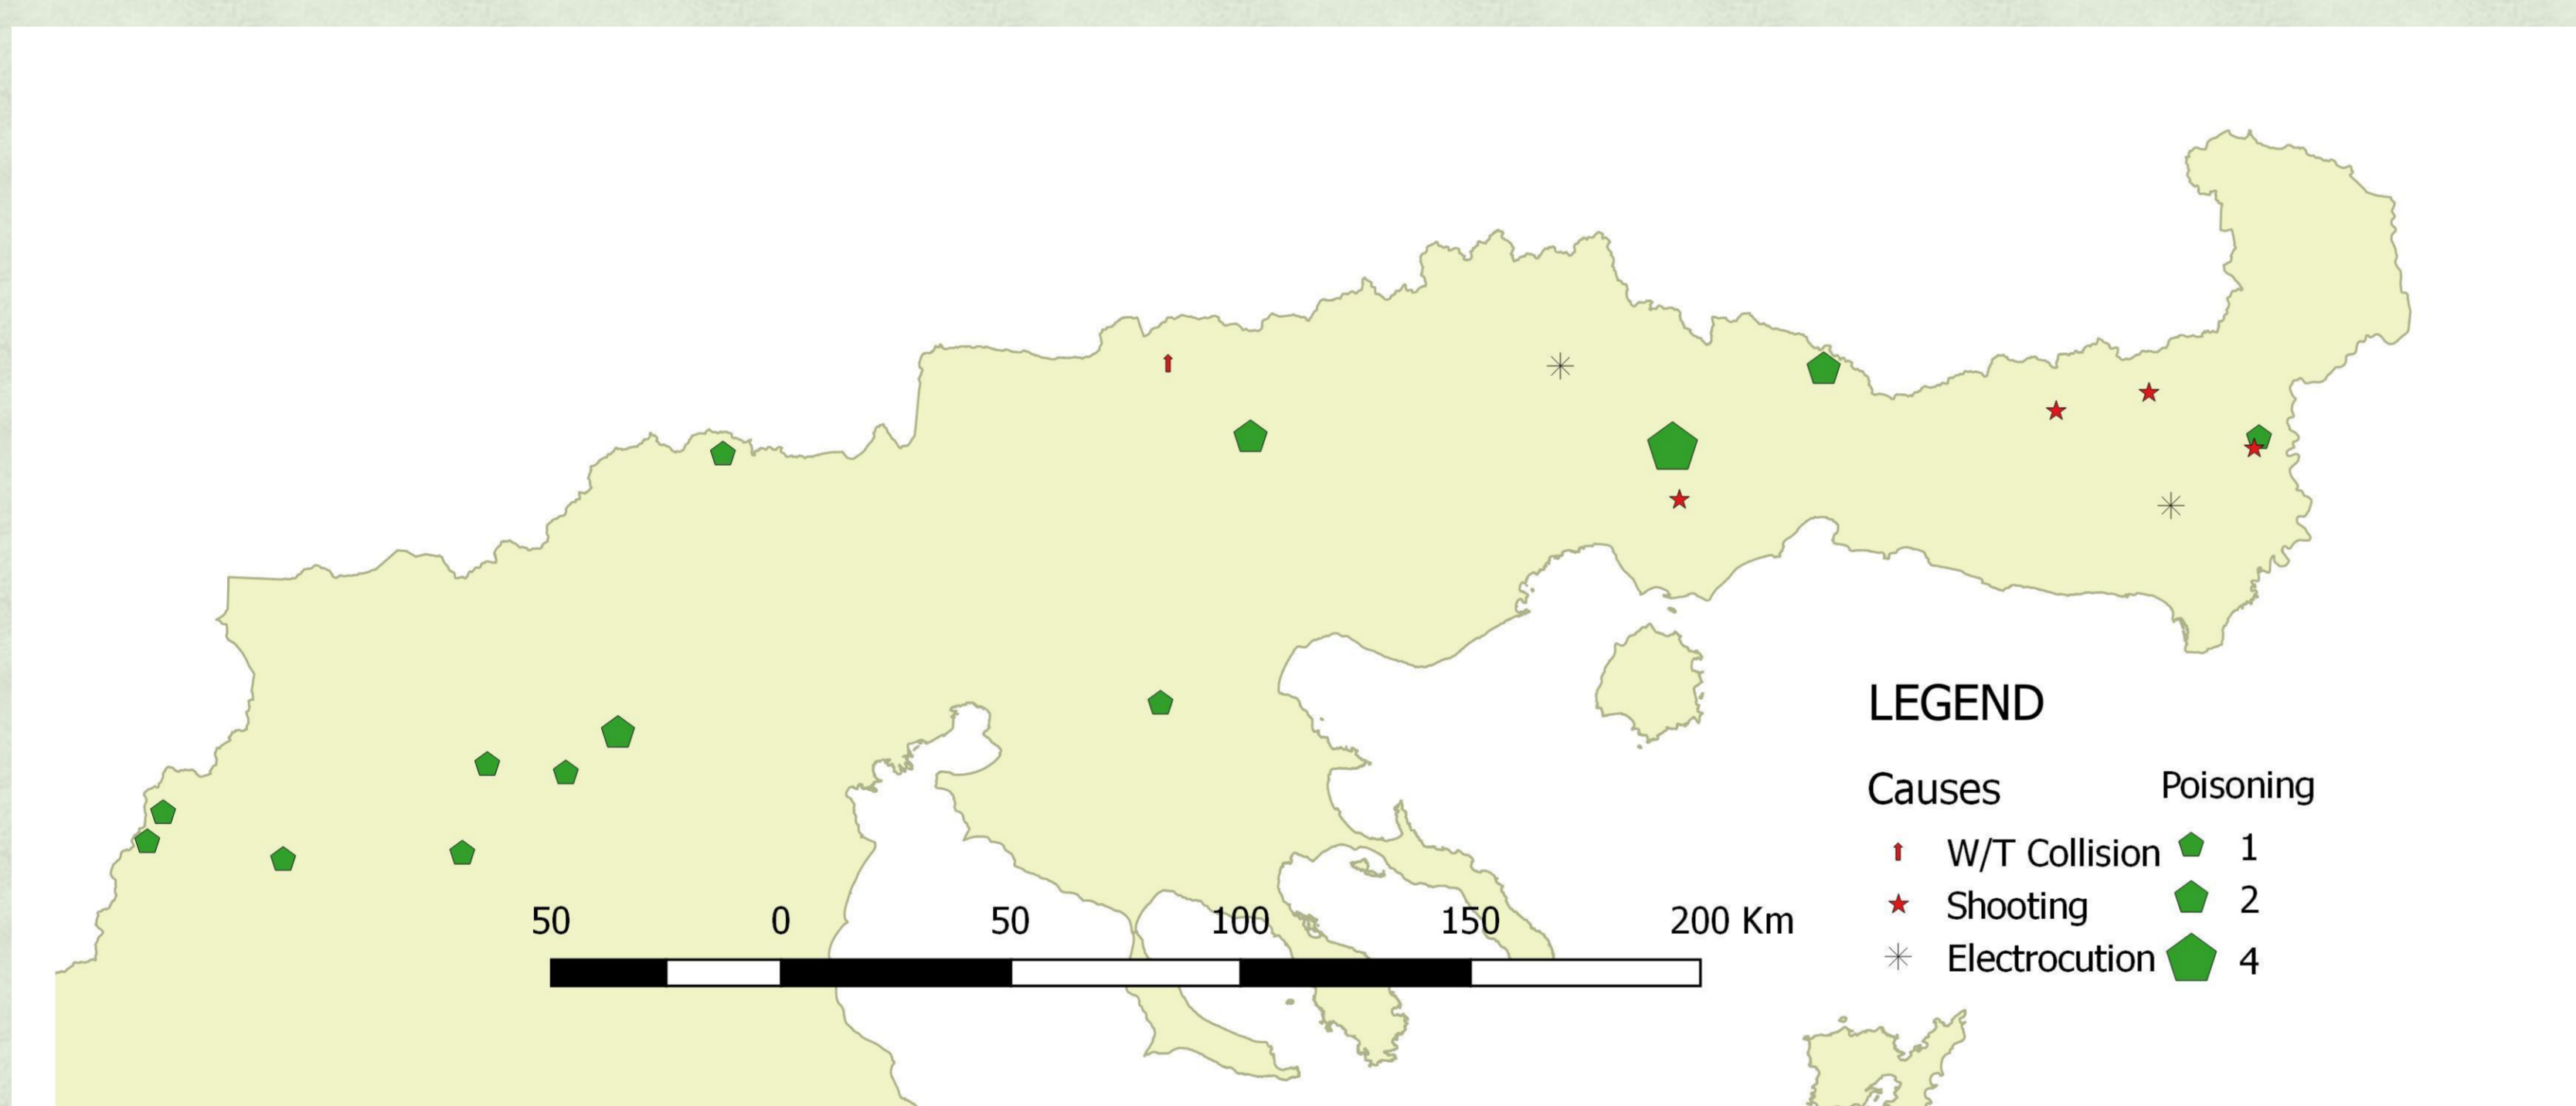 LEGEND
Causes
W/T Collision
Shooting
Electrocution
Poisoning
1
2
4
50 0 50 100 150 200 Km